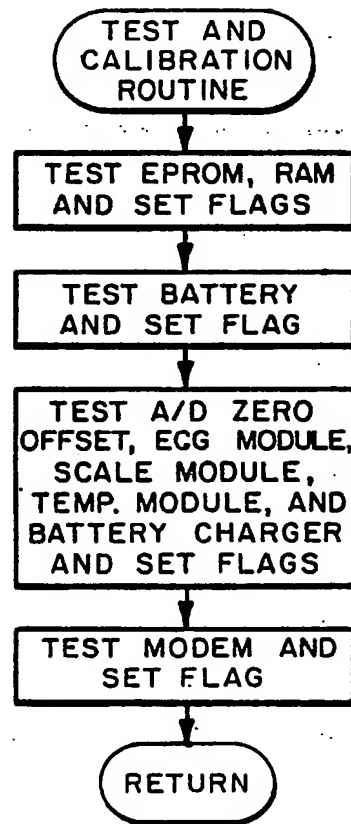 TEST AND
CALIBRATION
ROUTINE
TEST EPROM, RAM
AND SET FLAGS
TEST BATTERY
AND SET FLAG
TEST A/D ZERO
OFFSET, ECG MODULE,
SCALE MODULE,
TEMP. MODULE, AND
BATTERY CHARGER
AND SET FLAGS
TEST MODEM AND
SET FLAG
RETURN